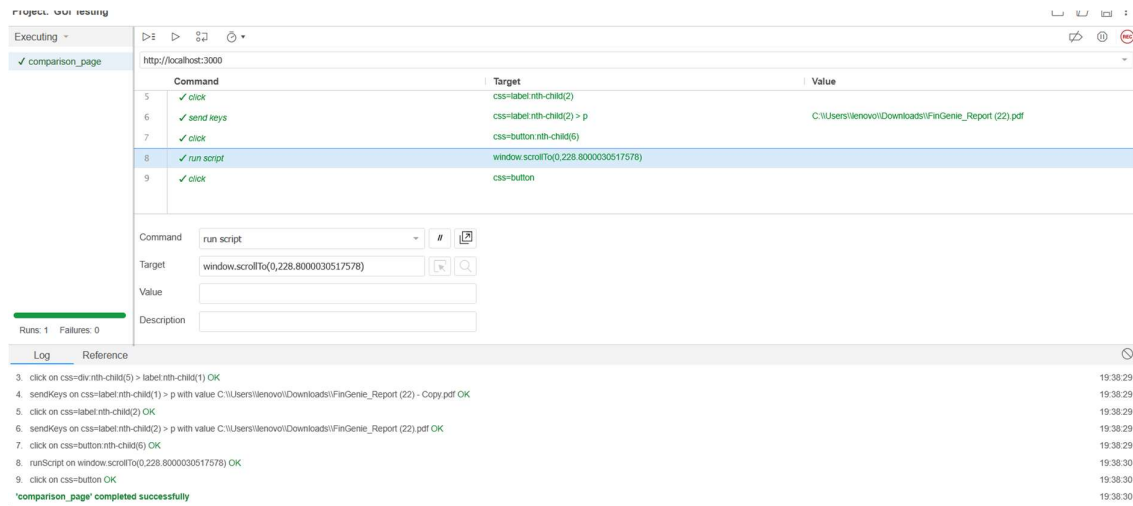 Project: GUI Testing
Executing
✓ comparison_page
http://localhost:3000
Command Target Value
5 ✓ click css=label:nth-child(2)
6 ✓ send keys css=label:nth-child(2) > p C:\\Users\\lenovo\\Downloads\\FinGenie_Report (22).pdf
7 ✓ click css=button:nth-child(6)
8 ✓ run script window.scrollTo(0,228.8000030517578)
9 ✓ click css=button
Command run script //
Target window.scrollTo(0,228.8000030517578)
Value
Description
Runs: 1 Failures: 0
REC
Log Reference
3. click on css=div:nth-child(5) > label:nth-child(1) OK 19:38:29
4. sendKeys on css=label:nth-child(1) > p with value C:\\Users\\lenovo\\Downloads\\FinGenie_Report (22) - Copy.pdf OK 19:38:29
5. click on css=label:nth-child(2) OK 19:38:29
6. sendKeys on css=label:nth-child(2) > p with value C:\\Users\\lenovo\\Downloads\\FinGenie_Report (22).pdf OK 19:38:29
7. click on css=button:nth-child(6) OK 19:38:29
8. runScript on window.scrollTo(0,228.8000030517578) OK 19:38:30
9. click on css=button OK 19:38:30
'comparison_page' completed successfully 19:38:30